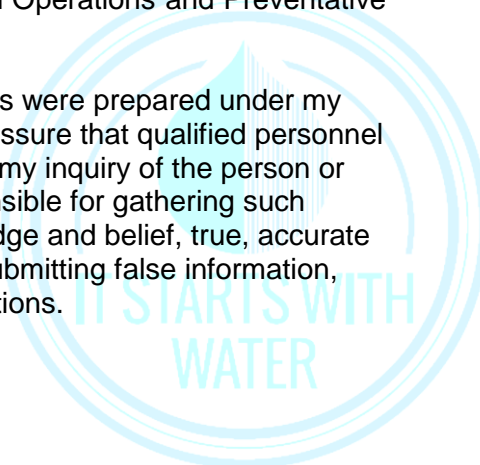 Operations and Preventative
s were prepared under my
ssure that qualified personnel
my inquiry of the person or
nsible for gathering such
dge and belief, true, accurate
ubmitting false information,
tions.
IT STARTS WITH
WATER